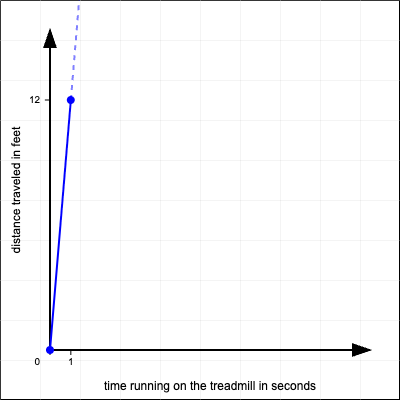 12
distance traveled in feet
0
1
time running on the treadmill in seconds